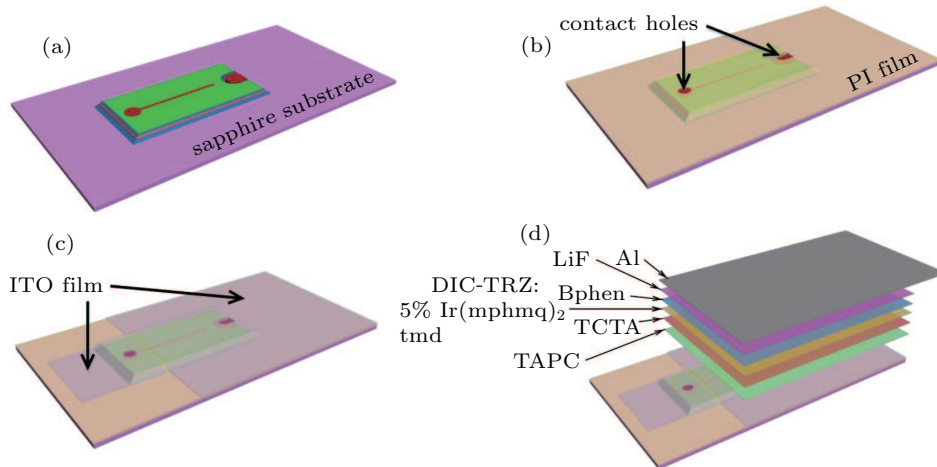 (a)
sapphire substrate
(b)
contact holes
PI film
(c)
ITO film
(d)
LiF
Al
DIC-TRZ:
Bphen
5% Ir(mphmq)₂
tmd
TCTA
TAPC